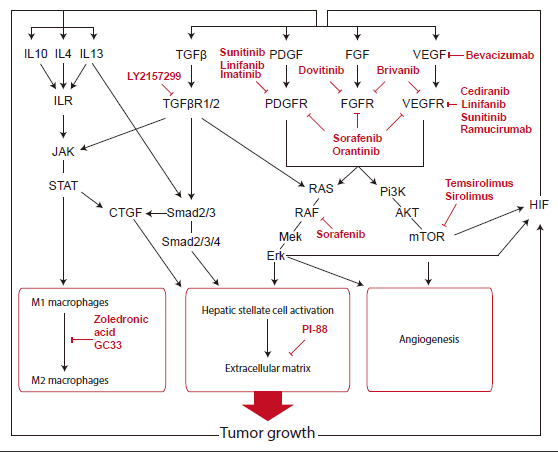 IL10 IL4 IL13 TGFβ PDGF FGF VEGF
Sunitinib
Linifanib
Imatinib
Bevacizumab
LY2157299
Dovitinib
Brivanib
ILR TGFβR1/2 PDGFR FGFR VEGFR
Cediranib
Linifanib
Sunitinib
Ramucirumab
Sorafenib
Orantinib
JAK
STAT
RAS
Pi3K
Temsirolimus
Sirolimus
HIF
CTGF Smad2/3 RAF AKT
Smad2/3/4
Mek
Sorafenib
mTOR
Erk
M1 macrophages
Zoledronic
acid
GC33
M2 macrophages
Hepatic stellate cell activation
PI-88
Extracellular matrix
Angiogenesis
Tumor growth